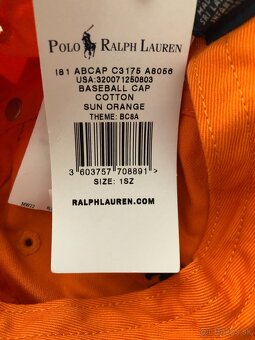 POLO RALPH LAUREN
I81 ABCAP C3175 A8056
USA:320071250803
BASEBALL CAP
COTTON
SUN ORANGE
THEME: BC8A
3 603757 708891 >
SIZE: 1SZ
RALPHLAUREN.COM